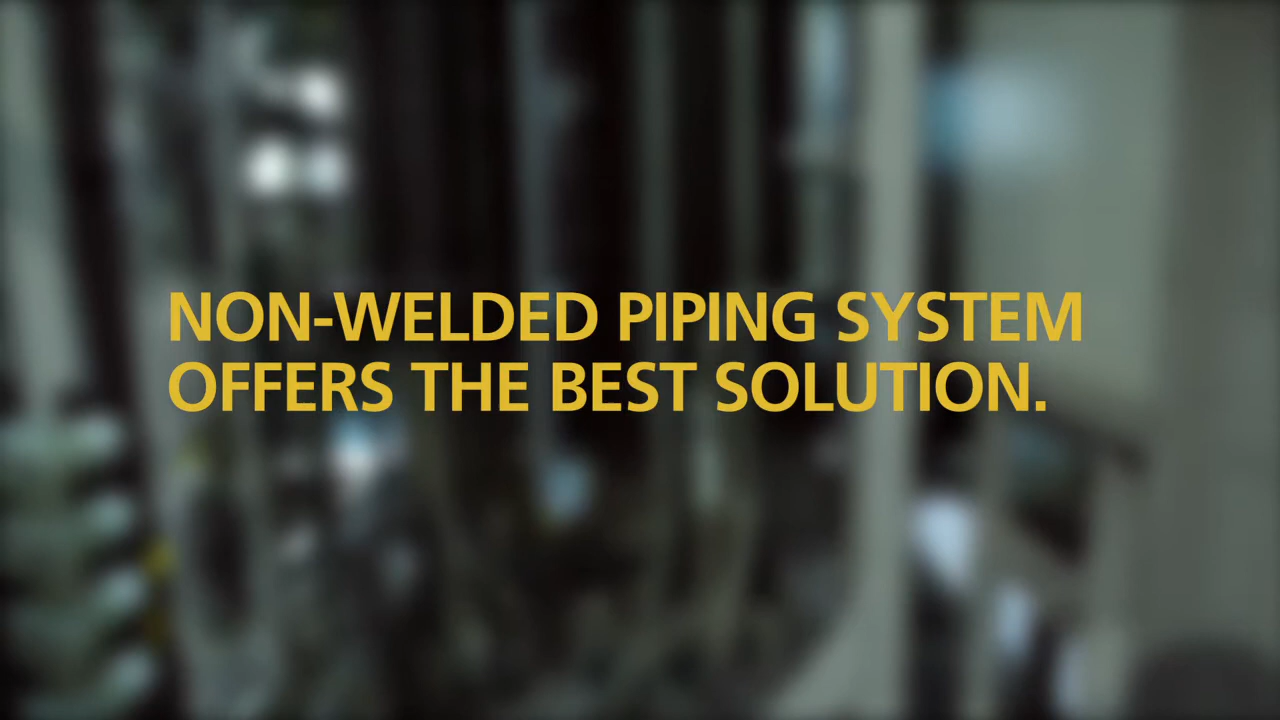 NON-WELDED PIPING SYSTEM
OFFERS THE BEST SOLUTION.